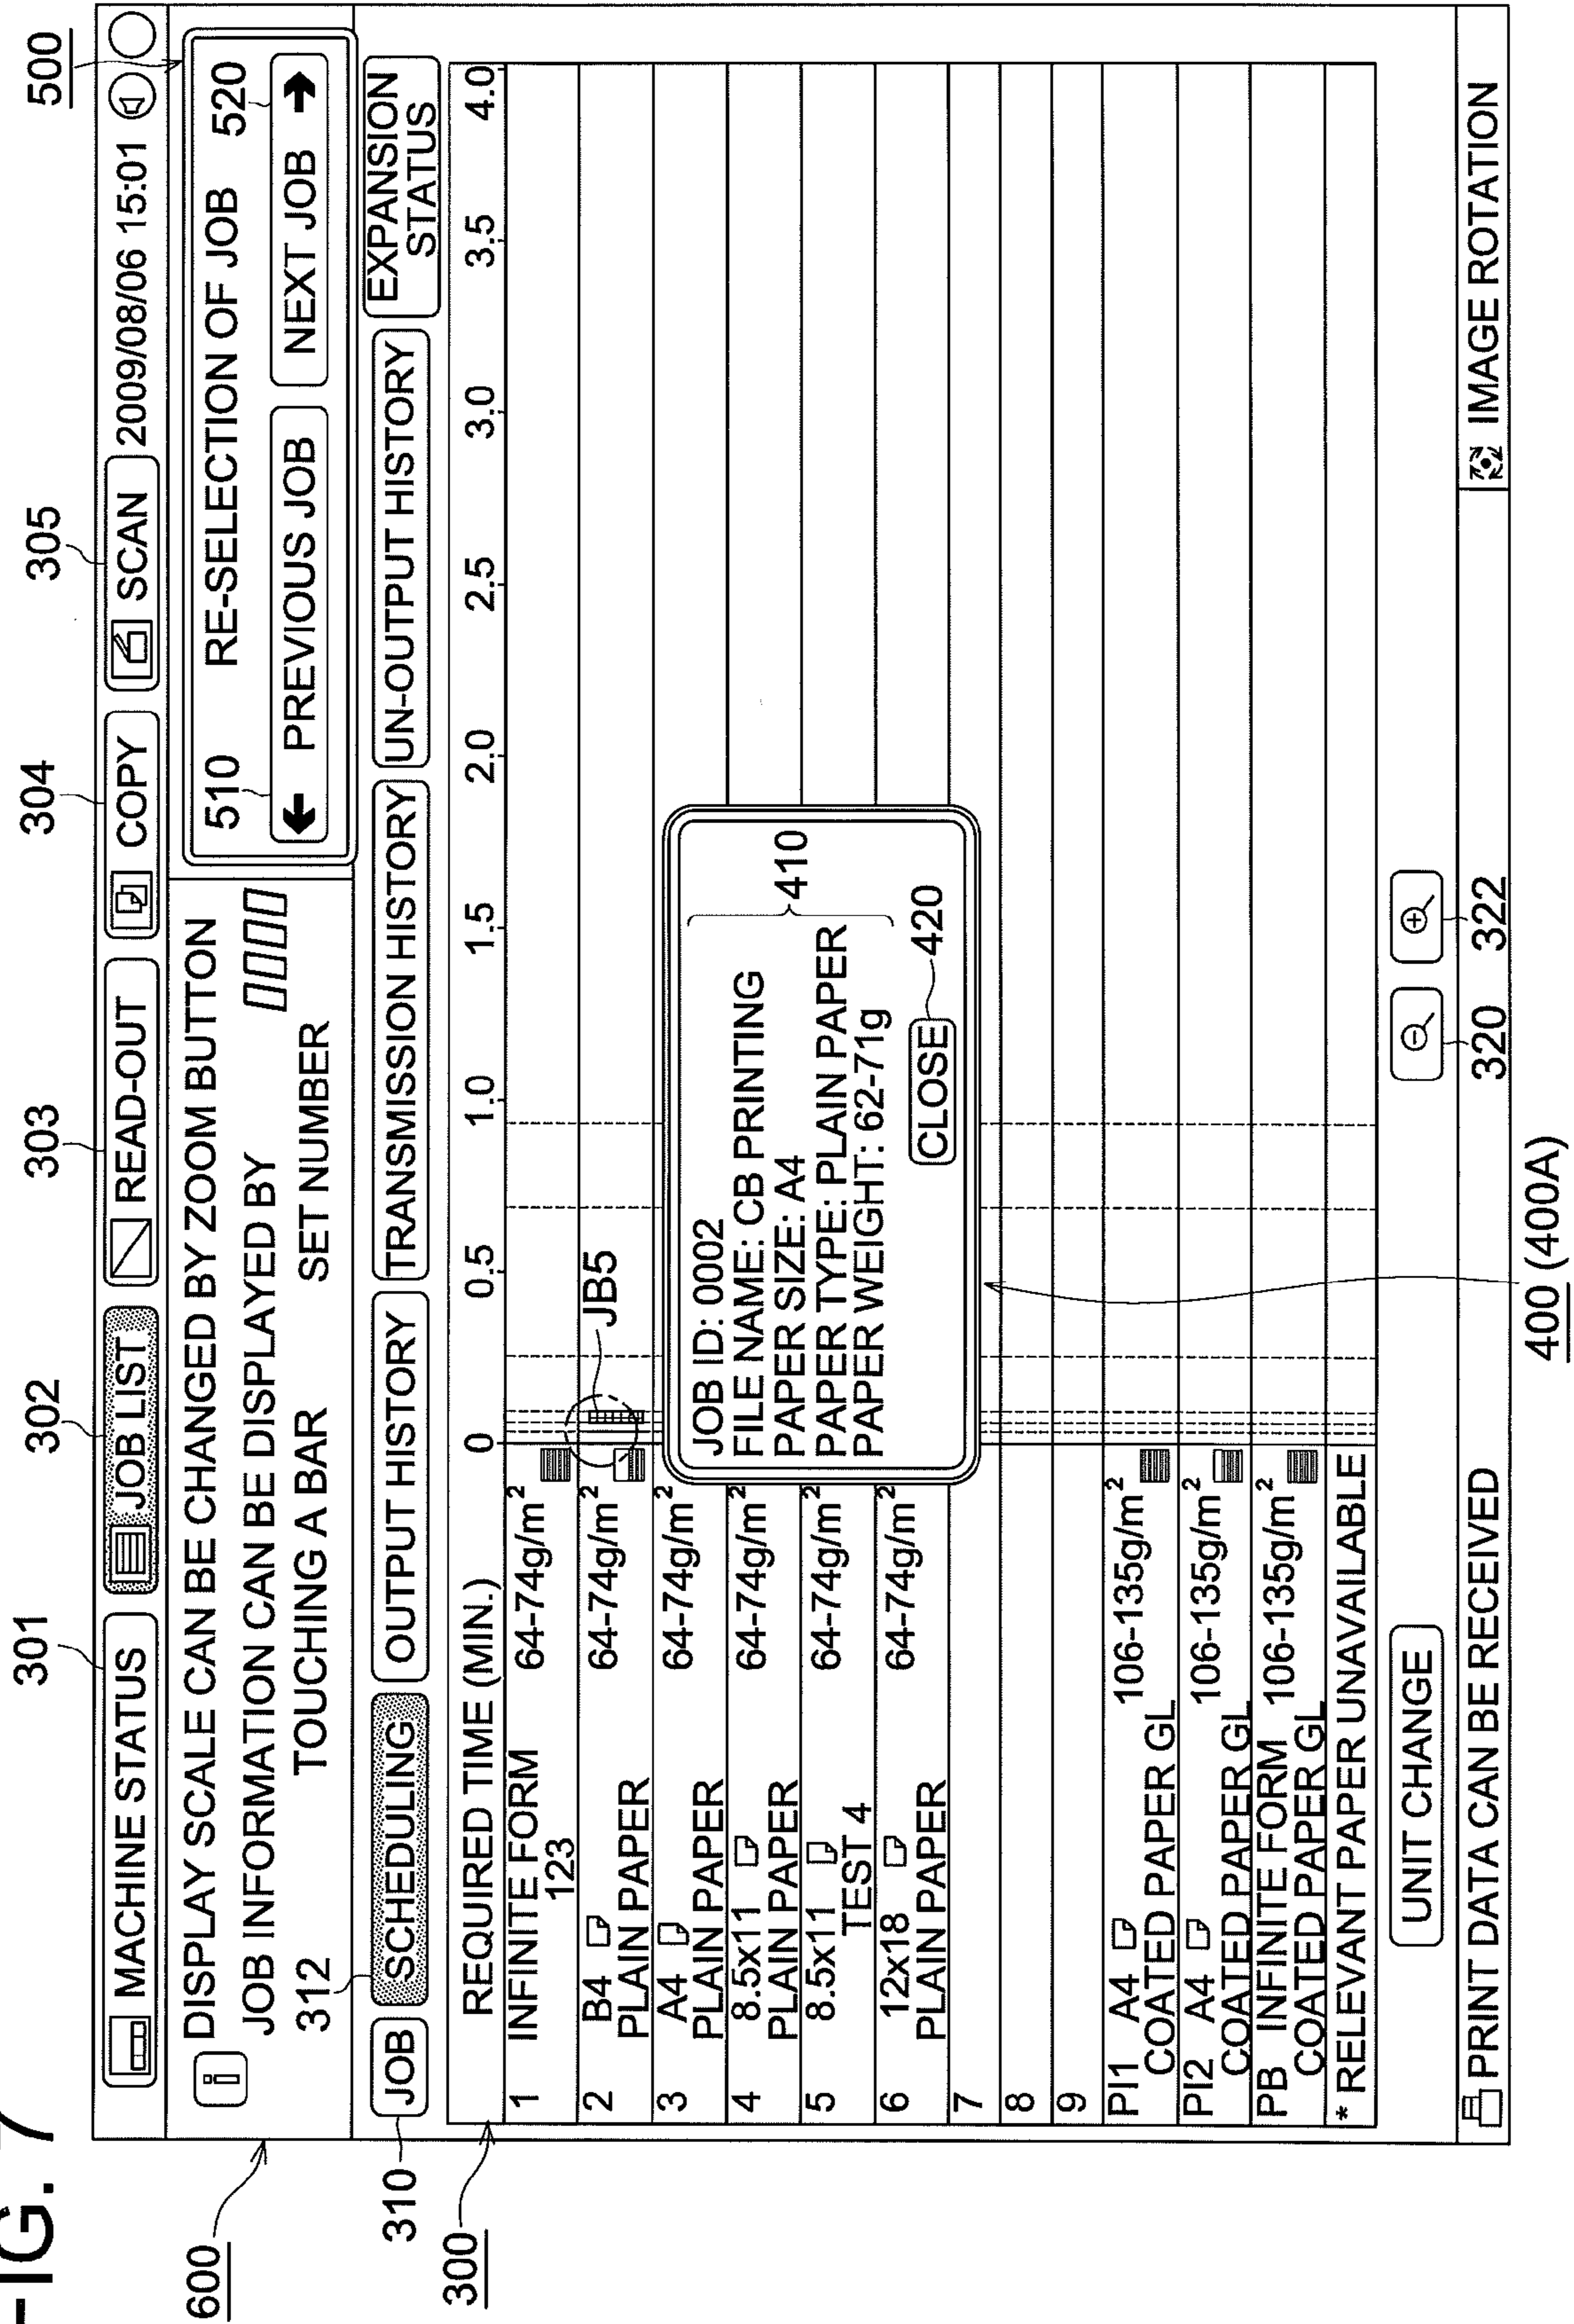 FIG. 7
301
302
303
304
305
500
MACHINE STATUS
JOB LIST
READ-OUT
COPY
SCAN
2009/08/06 15:01
600
i
DISPLAY SCALE CAN BE CHANGED BY ZOOM BUTTON
JOB INFORMATION CAN BE DISPLAYED BY
TOUCHING A BAR
SET NUMBER
0000
510
RE-SELECTION OF JOB
520
← PREVIOUS JOB
NEXT JOB →
310
312
JOB
SCHEDULING
OUTPUT HISTORY
TRANSMISSION HISTORY
UN-OUTPUT HISTORY
EXPANSION
STATUS
300
REQUIRED TIME (MIN.)
0
0.5
1.0
1.5
2.0
2.5
3.0
3.5
4.0
1 INFINITE FORM 64-74g/m²
123
2 B4 64-74g/m²
PLAIN PAPER
JB5
3 A4 64-74g/m²
PLAIN PAPER
4 8.5x11 64-74g/m²
PLAIN PAPER
5 8.5x11 64-74g/m²
TEST 4
6 12x18 64-74g/m²
PLAIN PAPER
7
8
9
PI1 A4 106-135g/m²
COATED PAPER GL
PI2 A4 106-135g/m²
COATED PAPER GL
PB INFINITE FORM 106-135g/m²
COATED PAPER GL
* RELEVANT PAPER UNAVAILABLE
JOB ID: 0002
FILE NAME: CB PRINTING
PAPER SIZE: A4
PAPER TYPE: PLAIN PAPER
PAPER WEIGHT: 62-71g
410
CLOSE
420
UNIT CHANGE
320
322
PRINT DATA CAN BE RECEIVED
IMAGE ROTATION
400 (400A)